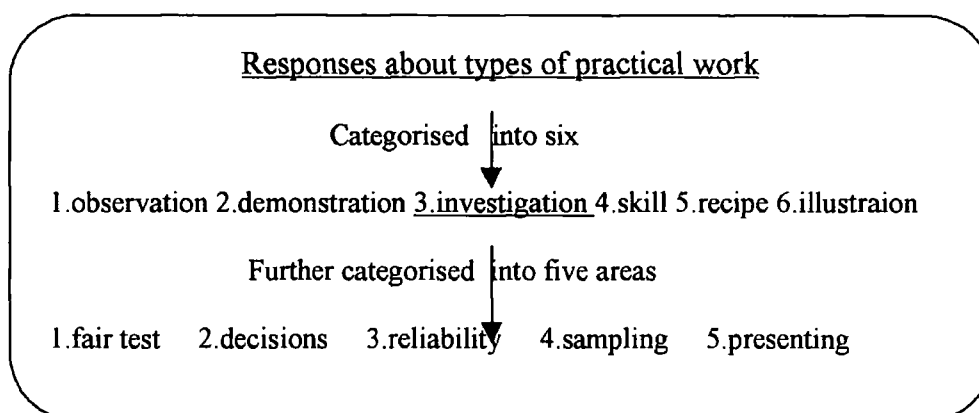 Responses about types of practical work
Categorised into six
1.observation 2.demonstration 3.investigation 4.skill 5.recipe 6.illustraion
Further categorised into five areas
1.fair test 2.decisions 3.reliability 4.sampling 5.presenting